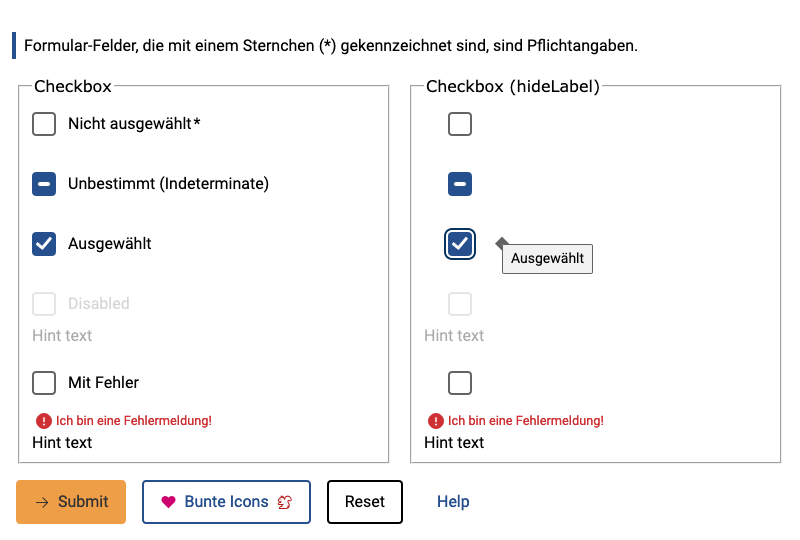 Formular-Felder, die mit einem Sternchen (*) gekennzeichnet sind, sind Pflichtangaben.
Checkbox
Nicht ausgewählt*
Unbestimmt (Indeterminate)
Ausgewählt
Disabled
Hint text
Mit Fehler
Ich bin eine Fehlermeldung!
Hint text
Checkbox (hideLabel)
Ausgewählt
Hint text
Ich bin eine Fehlermeldung!
Hint text
Submit
Bunte Icons
Reset
Help